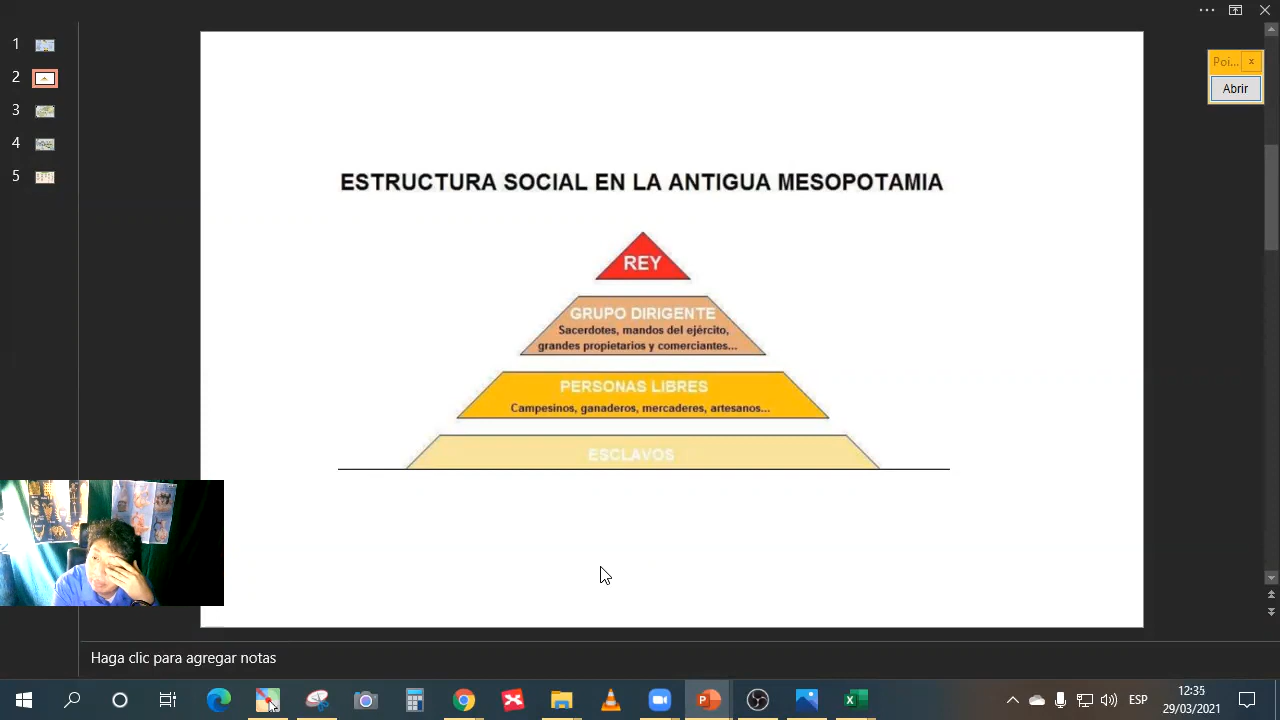 1
2
3
4
5
Poi...
x
Abrir
ESTRUCTURA SOCIAL EN LA ANTIGUA MESOPOTAMIA
REY
GRUPO DIRIGENTE
Sacerdotes, mandos del ejército,
grandes propietarios y comerciantes...
PERSONAS LIBRES
Campesinos, ganaderos, mercaderes, artesanos...
ESCLAVOS
Haga clic para agregar notas
ESP
12:35
29/03/2021